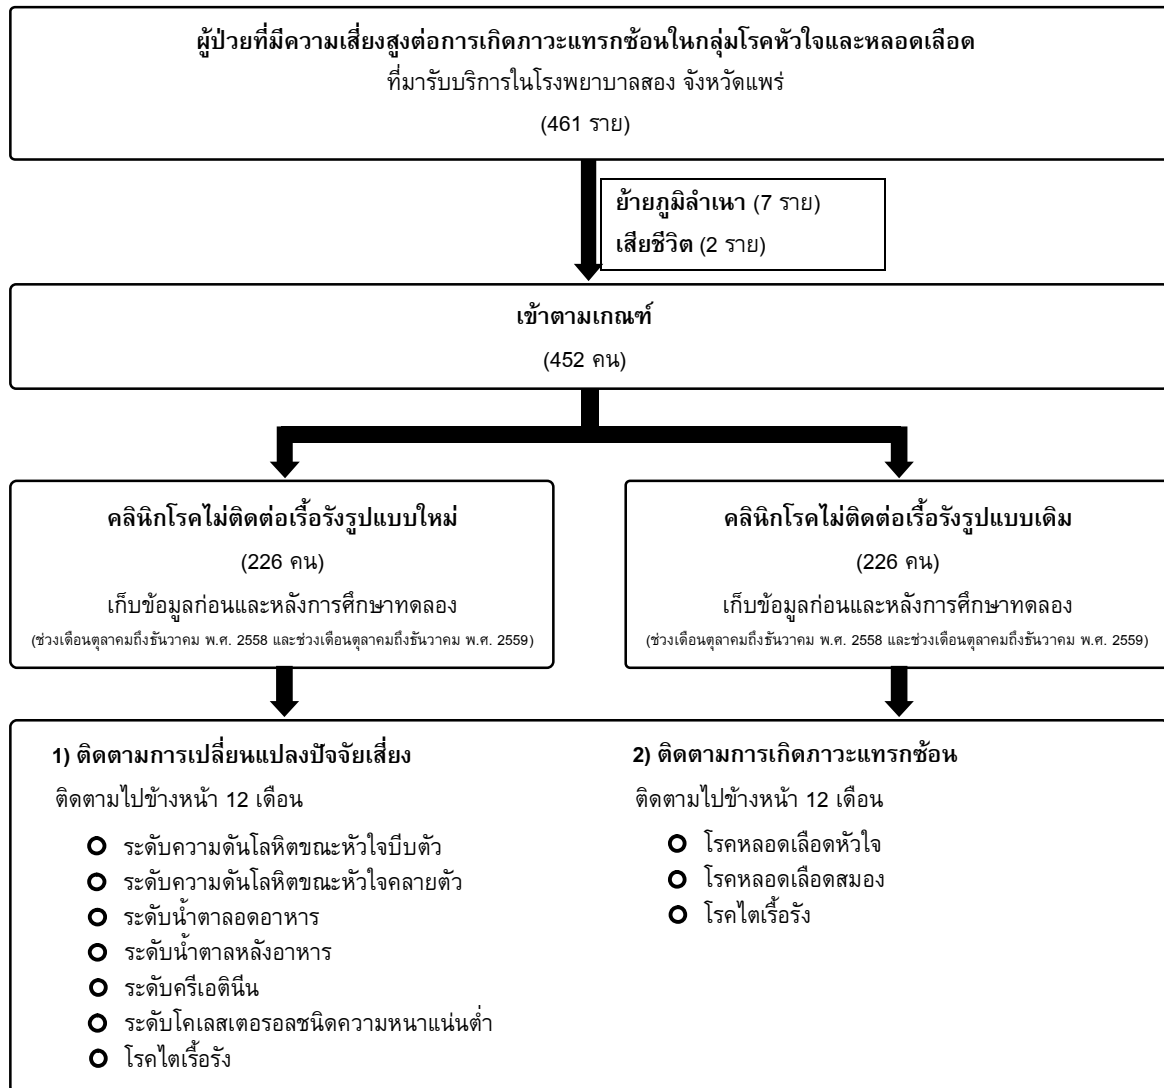 ผู้ป่วยที่มีความเสี่ยงสูงต่อการเกิดภาวะแทรกซ้อนในกลุ่มโรคหัวใจและหลอดเลือด
ที่มารับบริการในโรงพยาบาลสอง จังหวัดแพร่
(461 ราย)
ย้ายภูมิลำเนา (7 ราย)
เสียชีวิต (2 ราย)
เข้าตามเกณฑ์
(452 คน)
คลินิกโรคไม่ติดต่อเรื้อรังรูปแบบใหม่
(226 คน)
เก็บข้อมูลก่อนและหลังการศึกษาทดลอง
(ช่วงเดือนตุลาคมถึงธันวาคม พ.ศ. 2558 และช่วงเดือนตุลาคมถึงธันวาคม พ.ศ. 2559)
คลินิกโรคไม่ติดต่อเรื้อรังรูปแบบเดิม
(226 คน)
เก็บข้อมูลก่อนและหลังการศึกษาทดลอง
(ช่วงเดือนตุลาคมถึงธันวาคม พ.ศ. 2558 และช่วงเดือนตุลาคมถึงธันวาคม พ.ศ. 2559)
1) ติดตามการเปลี่ยนแปลงปัจจัยเสี่ยง
ติดตามไปข้างหน้า 12 เดือน
ระดับความดันโลหิตขณะหัวใจบีบตัว
ระดับความดันโลหิตขณะหัวใจคลายตัว
ระดับน้ำตาลอดอาหาร
ระดับน้ำตาลหลังอาหาร
ระดับครีเอตินีน
ระดับโคเลสเตอรอลชนิดความหนาแน่นต่ำ
โรคไตเรื้อรัง
2) ติดตามการเกิดภาวะแทรกซ้อน
ติดตามไปข้างหน้า 12 เดือน
โรคหลอดเลือดหัวใจ
โรคหลอดเลือดสมอง
โรคไตเรื้อรัง